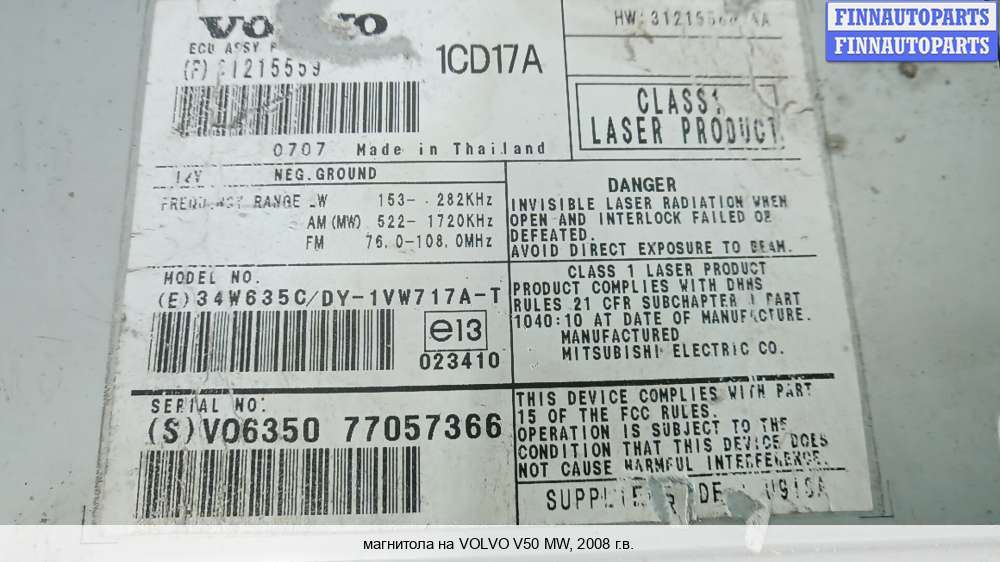 VOLVO
ECU ASSY
(P) 31215559
1CD17A
0707 Made in Thailand
HW:
FINNAUTOPARTS
FINNAUTOPARTS
CLASS1
LASER PRODUCT
12V NEG.GROUND
FREQUENCY RANGE LW 153- 282KHz
AM(MW) 522-1720KHz
FM 76.0-108.0MHz
MODEL NO.
(E)34W635C/DY-1VW717A-T
e13
023410
SERIAL NO:
(S)VO6350 77057366
DANGER
INVISIBLE LASER RADIATION WHEN
OPEN AND INTERLOCK FAILED OR
DEFEATED.
AVOID DIRECT EXPOSURE TO BEAM.
CLASS 1 LASER PRODUCT
PRODUCT COMPLIES WITH DHHS
RULES 21 CFR SUBCHAPTER J PART
1040:10 AT DATE OF MANUFACTURE.
MANUFACTURED
MITSUBISHI ELECTRIC CO.
THIS DEVICE COMPLIES WITH PART
15 OF THE FCC RULES.
OPERATION IS SUBJECT TO THE
CONDITION THAT THIS DEVICE DOES
NOT CAUSE HARMFUL INTERFERENCE.
магнитола на VOLVO V50 MW, 2008 г.в.